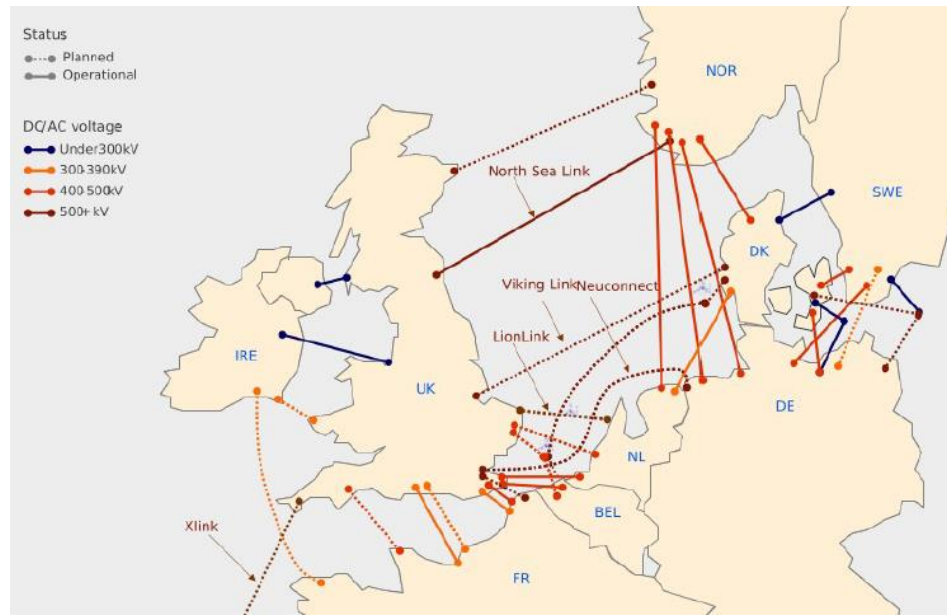 Status
Planned
Operational
DC/AC voltage
Under300kV
300-390kV
400-500kV
500+ kV
NOR
North Sea Link
SWE
DK
Viking Link
Neuconnect
LionLink
IRE
UK
DE
NL
BEL
Xlink
FR